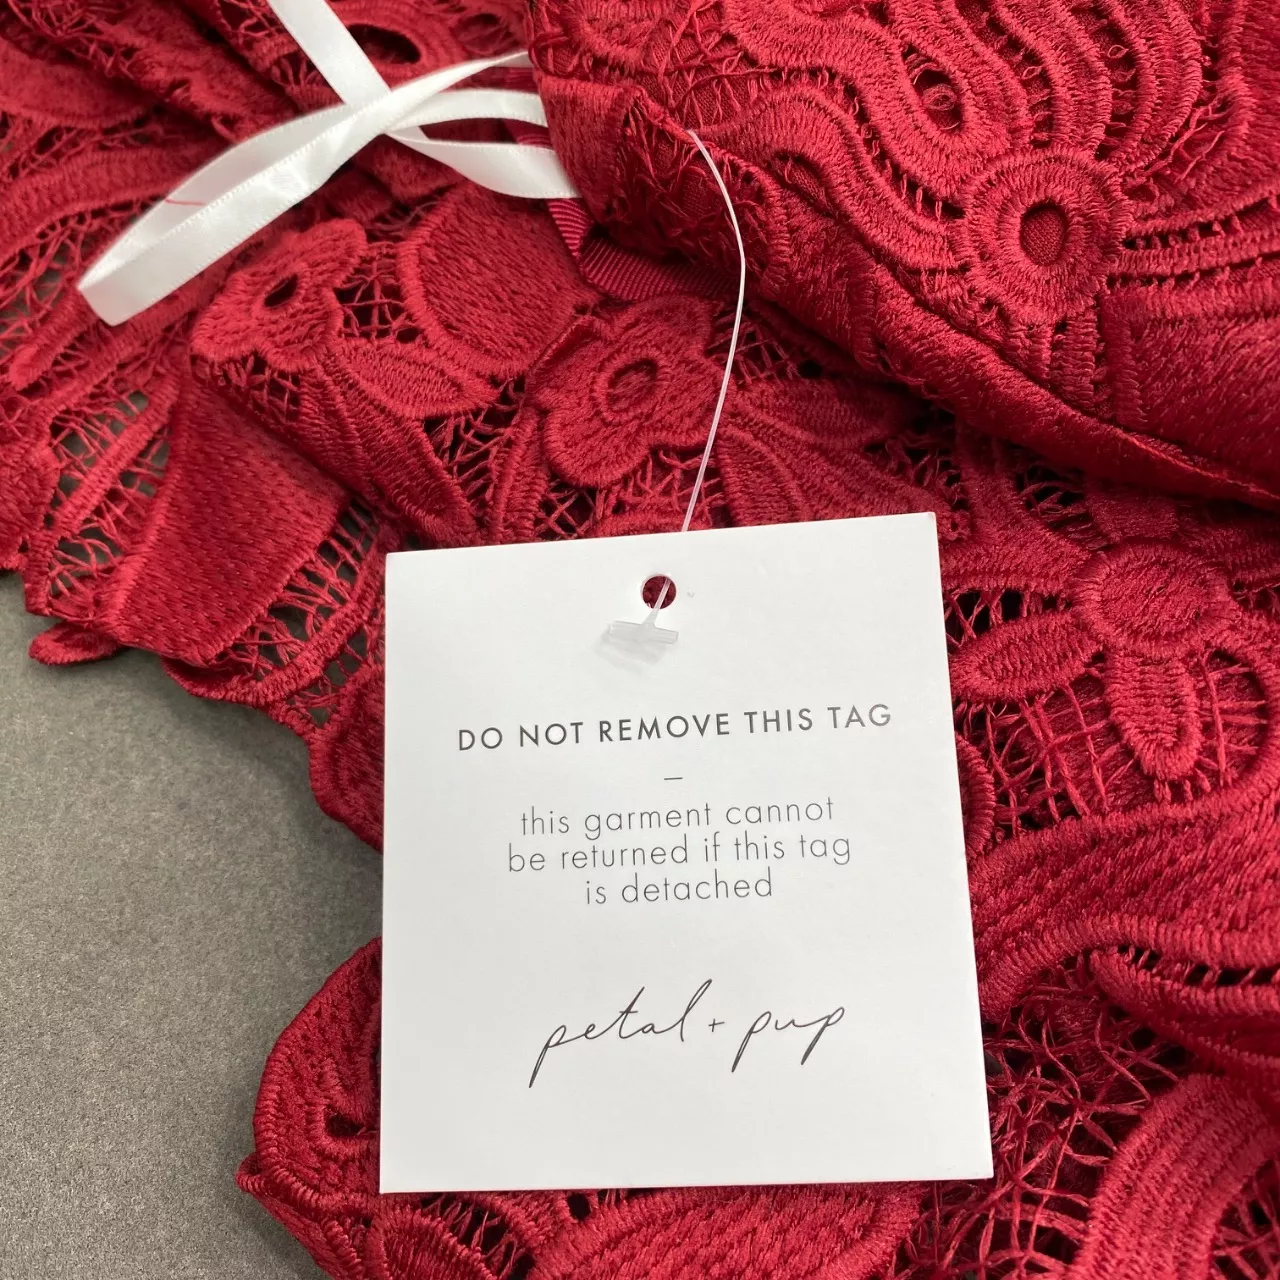 DO NOT REMOVE THIS TAG
–
this garment cannot
be returned if this tag
is detached
petal + pup